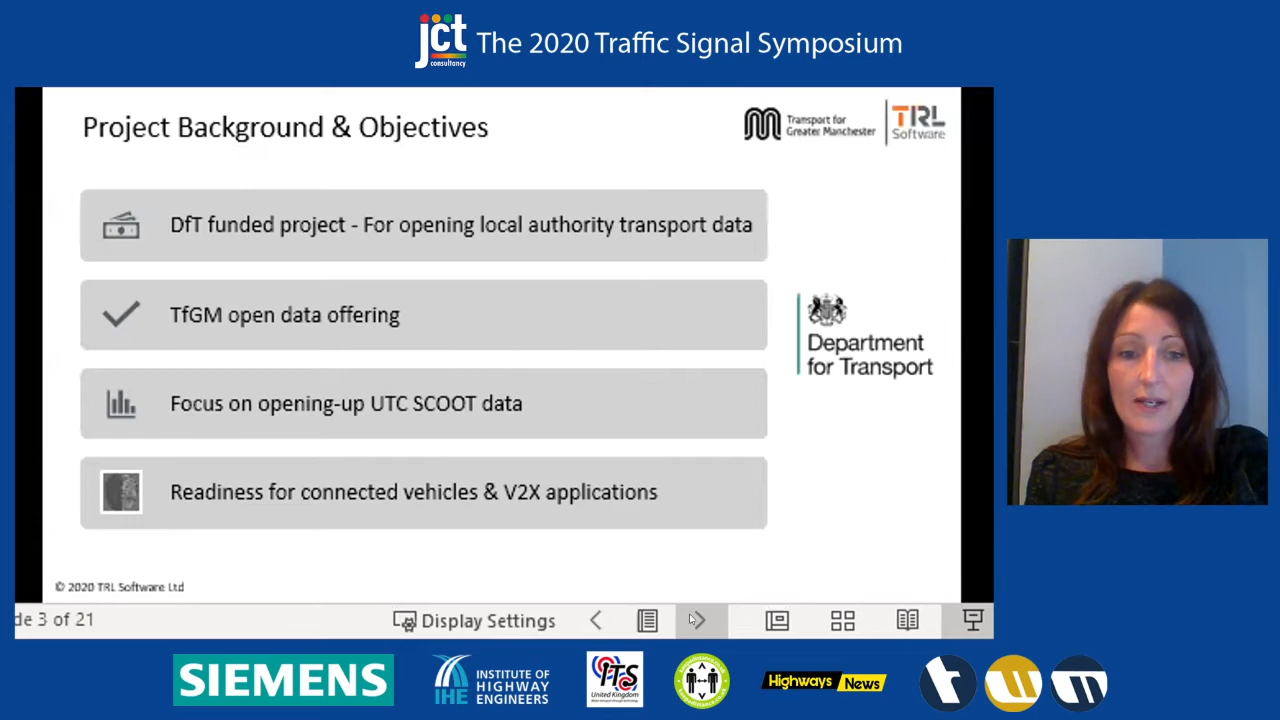 jct
consultancy
The 2020 Traffic Signal Symposium
Project Background & Objectives
Transport for
Greater Manchester
TRL
Software
DfT funded project - For opening local authority transport data
TfGM open data offering
Department
for Transport
Focus on opening-up UTC SCOOT data
Readiness for connected vehicles & V2X applications
© 2020 TRL Software Ltd
de 3 of 21
Display Settings
SIEMENS
IHE
INSTITUTE OF
HIGHWAY
ENGINEERS
ITS
United Kingdom
Highways
News